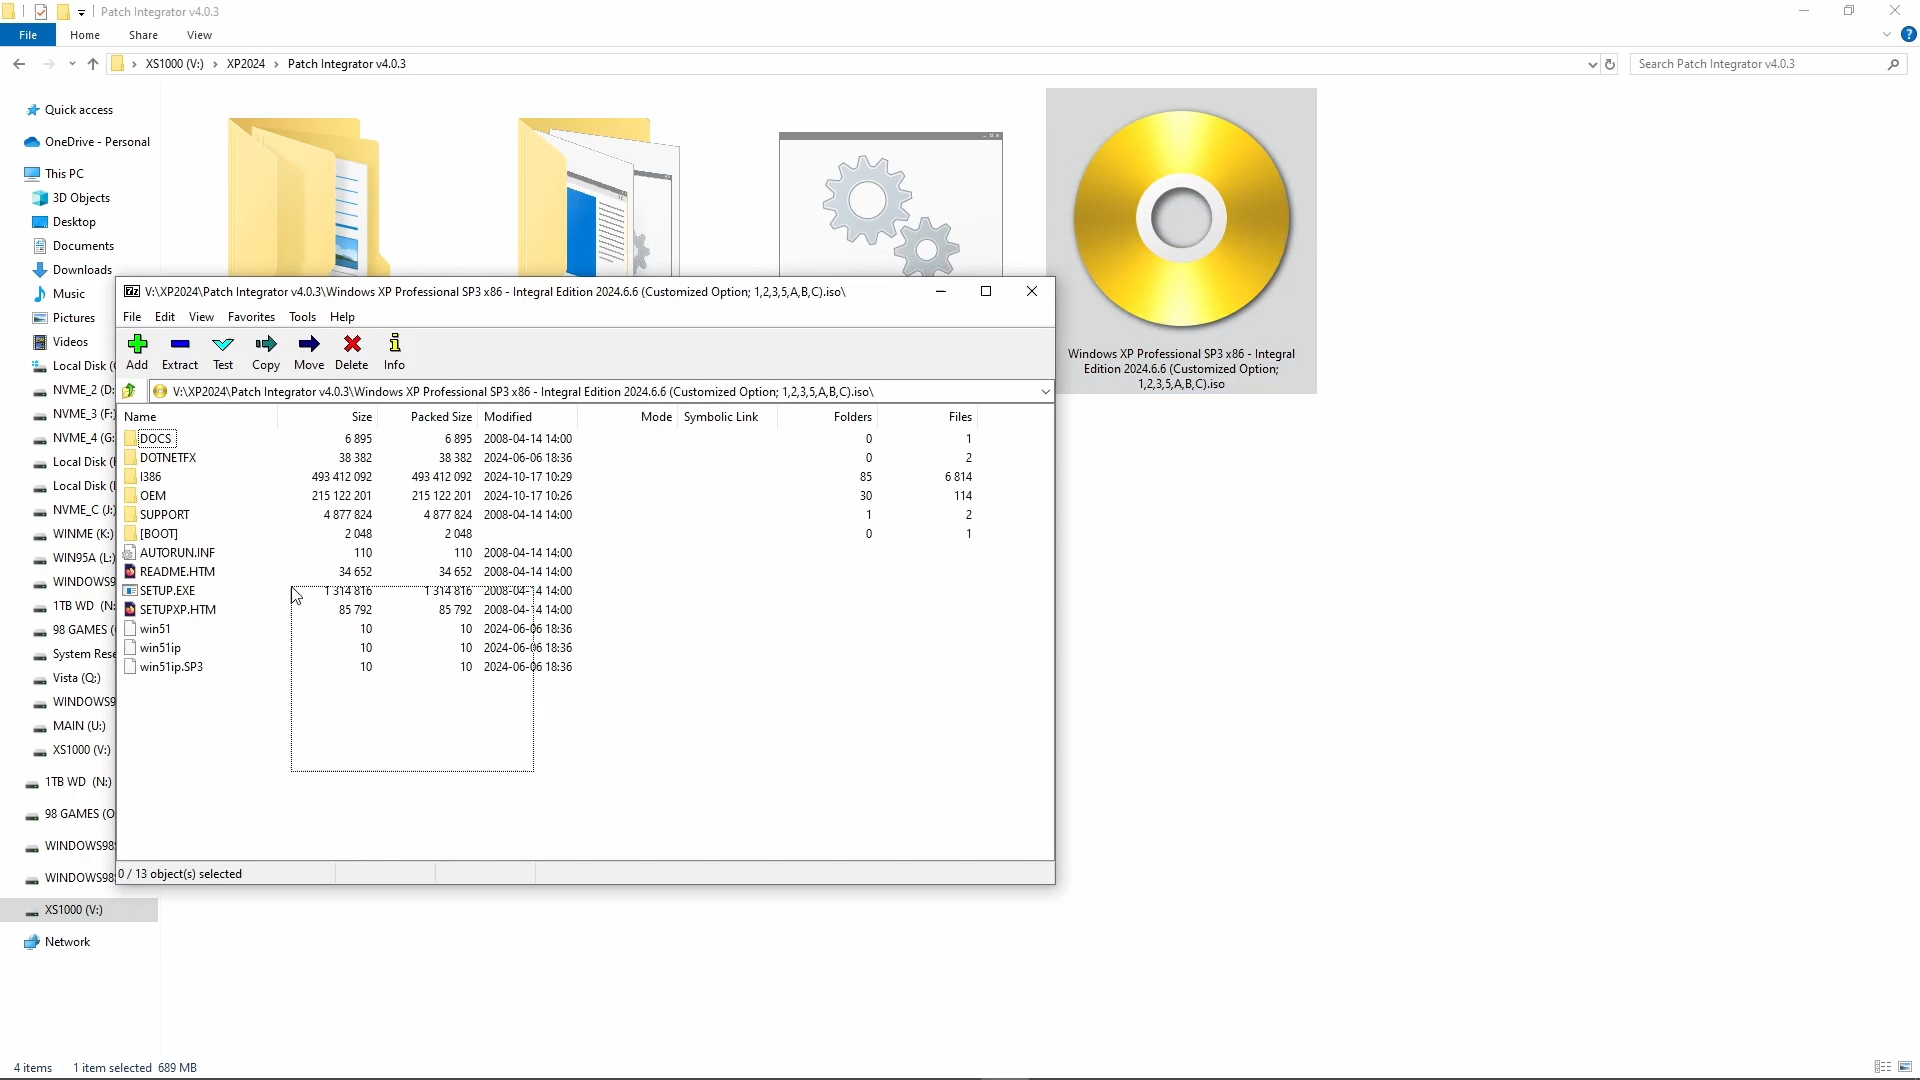 Patch Integrator v4.0.3
File Home Share View
XS1000 (V:) XP2024 Patch Integrator v4.0.3
Search Patch Integrator v4.0.3
Quick access
OneDrive - Personal
This PC
3D Objects
Desktop
Documents
Downloads
Music
Pictures
Videos
Local Disk (
NVME_2 (D:
NVME_3 (F:)
NVME_4 (G:
Local Disk (
Local Disk (
NVME_C (J:)
WINME (K:)
WIN95A (L:)
WINDOWS9
1TB WD (N:
98 GAMES (
System Rese
Vista (Q:)
WINDOWS9
MAIN (U:)
XS1000 (V:)
1TB WD (N:)
98 GAMES (O
WINDOWS98
WINDOWS98
XS1000 (V:)
Network
Windows XP Professional SP3 x86 - Integral
Edition 2024.6.6 (Customized Option;
1,2,3,5,A,B,C).iso
7z V:\XP2024\Patch Integrator v4.0.3\Windows XP Professional SP3 x86 - Integral Edition 2024.6.6 (Customized Option; 1,2,3,5,A,B,C).iso\
File Edit View Favorites Tools Help
Add Extract Test Copy Move Delete Info
V:\XP2024\Patch Integrator v4.0.3\Windows XP Professional SP3 x86 - Integral Edition 2024.6.6 (Customized Option; 1,2,3,5,A,B,C).iso\
Name Size Packed Size Modified Mode Symbolic Link Folders Files
DOCS 6 895 6 895 2008-04-14 14:00 0 1
DOTNETFX 38 382 38 382 2024-06-06 18:36 0 2
I386 493 412 092 493 412 092 2024-10-17 10:29 85 6 814
OEM 215 122 201 215 122 201 2024-10-17 10:26 30 114
SUPPORT 4 877 824 4 877 824 2008-04-14 14:00 1 2
[BOOT] 2 048 2 048 0 1
AUTORUN.INF 110 110 2008-04-14 14:00
README.HTM 34 652 34 652 2008-04-14 14:00
SETUP.EXE 1 314 816 1 314 816 2008-04-14 14:00
SETUPXP.HTM 85 792 85 792 2008-04-14 14:00
win51 10 10 2024-06-06 18:36
win51ip 10 10 2024-06-06 18:36
win51ip.SP3 10 10 2024-06-06 18:36
0 / 13 object(s) selected
4 items 1 item selected 689 MB